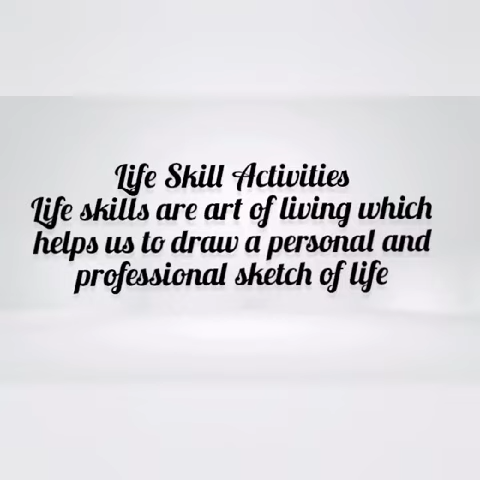 Life Skill Activities
Life skills are art of living which
helps us to draw a personal and
professional sketch of life